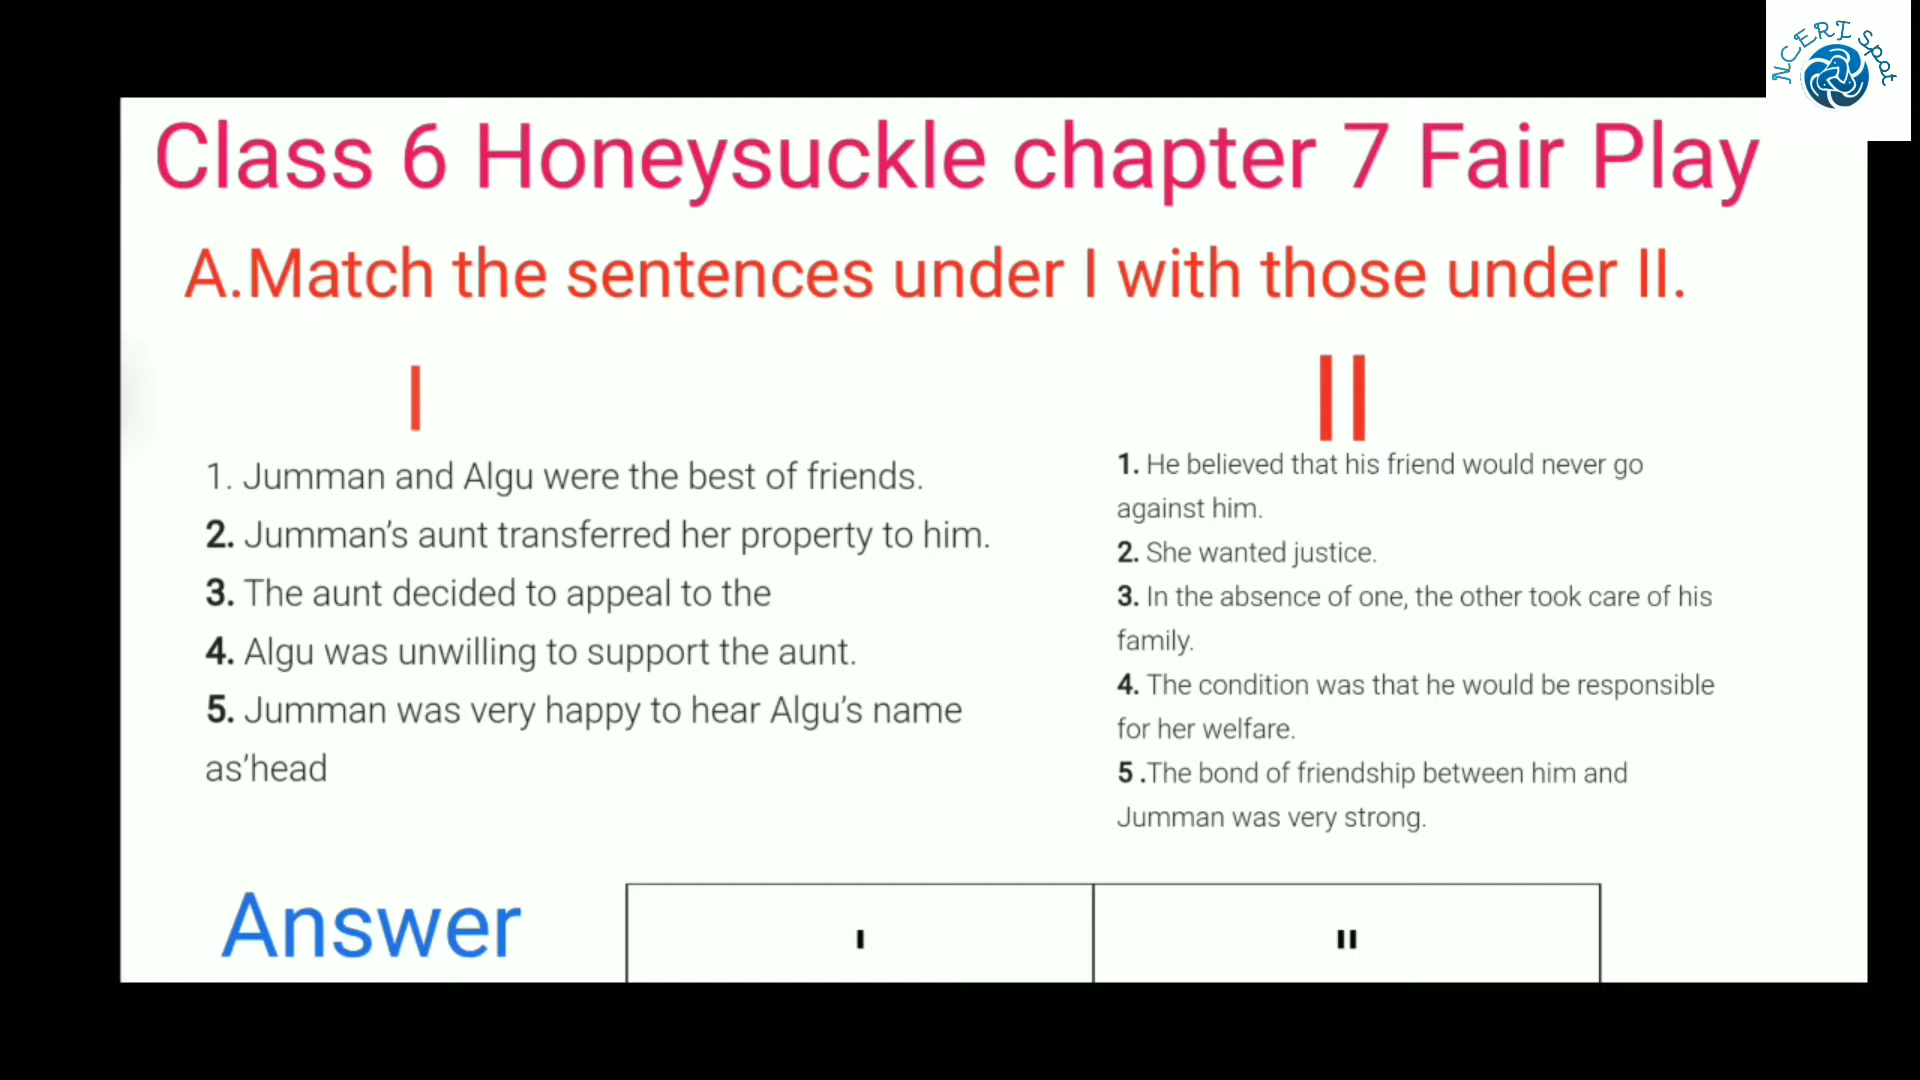 NCERT Spot
Class 6 Honeysuckle chapter 7 Fair Play
A.Match the sentences under I with those under II.
I
II
1. Jumman and Algu were the best of friends.
2. Jumman’s aunt transferred her property to him.
3. The aunt decided to appeal to the
4. Algu was unwilling to support the aunt.
5. Jumman was very happy to hear Algu’s name
as’head
1. He believed that his friend would never go
against him.
2. She wanted justice.
3. In the absence of one, the other took care of his
family.
4. The condition was that he would be responsible
for her welfare.
5 .The bond of friendship between him and
Jumman was very strong.
Answer
I
II